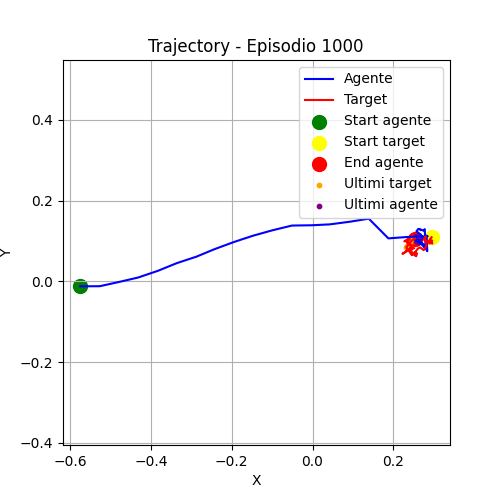 Trajectory - Episodio 1000
Agente
Target
Start agente
Start target
End agente
Ultimi target
Ultimi agente
0.4
0.2
0.0
−0.2
−0.4
Y
−0.6
−0.4
−0.2
0.0
0.2
X